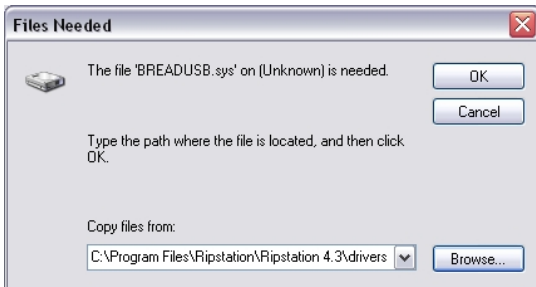 Files Needed
The file 'BREADUSB.sys' on (Unknown) is needed.
OK
Cancel
Type the path where the file is located, and then click
OK.
Copy files from:
C:\Program Files\Ripstation\Ripstation 4.3\drivers
Browse...